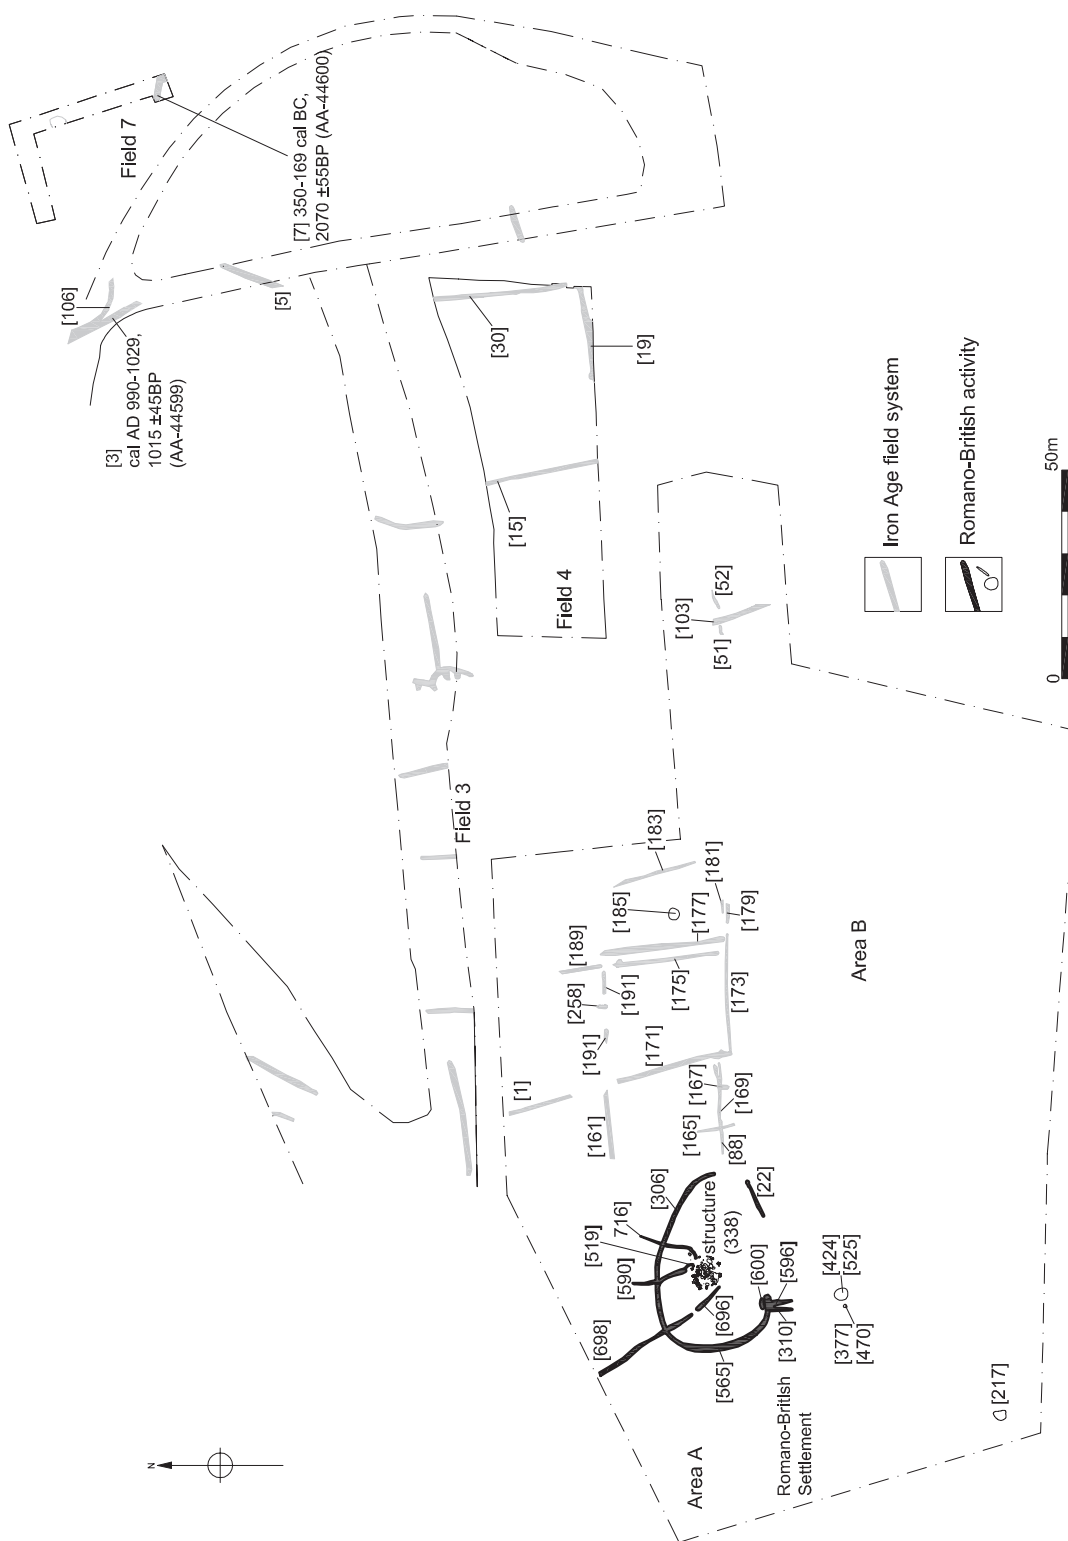 Field 7
[7] 350-169 cal BC,
2070 ±55BP (AA-44600)
[106]
[3]
cal AD 990-1029,
1015 ±45BP
(AA-44599)
[5]
[30]
[19]
[15]
Field 4
Field 3
[103]
[52]
[51]
[183]
[181]
[185]
[177]
[179]
[189]
[258]
[191]
[175]
[173]
[191]
[171]
[1]
[161]
[167]
[169]
[165]
[88]
[306]
716
[519]
[590]
structure
(338)
[22]
[698]
[696]
[565]
[600]
[596]
[310]
[424]
[525]
[377]
[470]
[217]
Area A
Romano-British
Settlement
Area B
Iron Age field system
Romano-British activity
0
50m
N